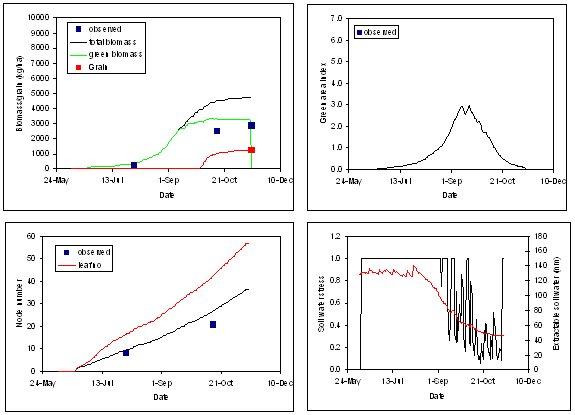 10000
9000
8000
7000
6000
5000
4000
3000
2000
1000
0
Biomass/grain (kg/ha)
observed
total biomass
green biomass
Grain
24-May 13-Jul 1-Sep 21-Oct 10-Dec
Date
7.0
6.0
5.0
4.0
3.0
2.0
1.0
0.0
Green area index
observed
24-May 13-Jul 1-Sep 21-Oct 10-Dec
Date
60
50
40
30
20
10
0
Node number
observed
leaf no
24-May 13-Jul 1-Sep 21-Oct 10-Dec
Date
1.2
1.0
0.8
0.6
0.4
0.2
0.0
Soil water stress
180
160
140
120
100
80
60
40
20
0
Extractable soil water (mm)
24-May 13-Jul 1-Sep 21-Oct 10-Dec
Date